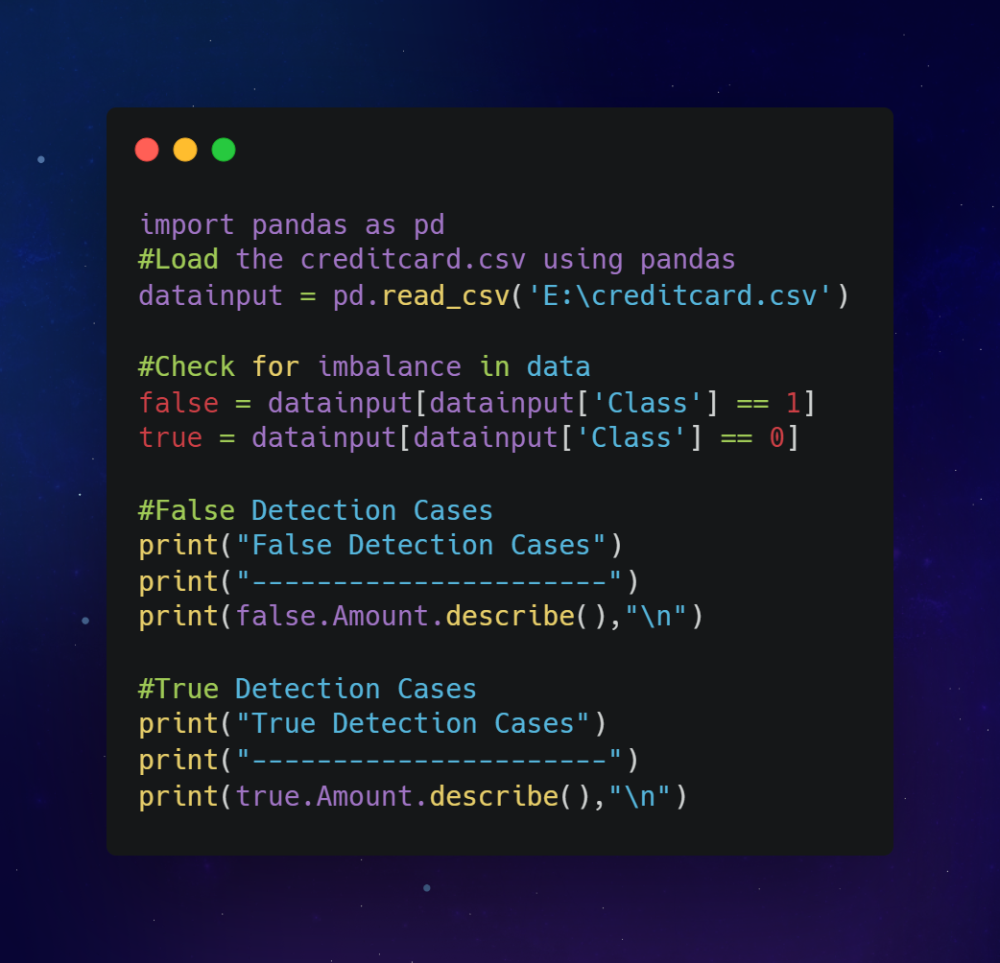 import pandas as pd
#Load the creditcard.csv using pandas
datainput = pd.read_csv('E:\creditcard.csv')
#Check for imbalance in data
false = datainput[datainput['Class'] == 1]
true = datainput[datainput['Class'] == 0]
#False Detection Cases
print("False Detection Cases")
print("----------------------")
print(false.Amount.describe(),"\n")
#True Detection Cases
print("True Detection Cases")
print("----------------------")
print(true.Amount.describe(),"\n")